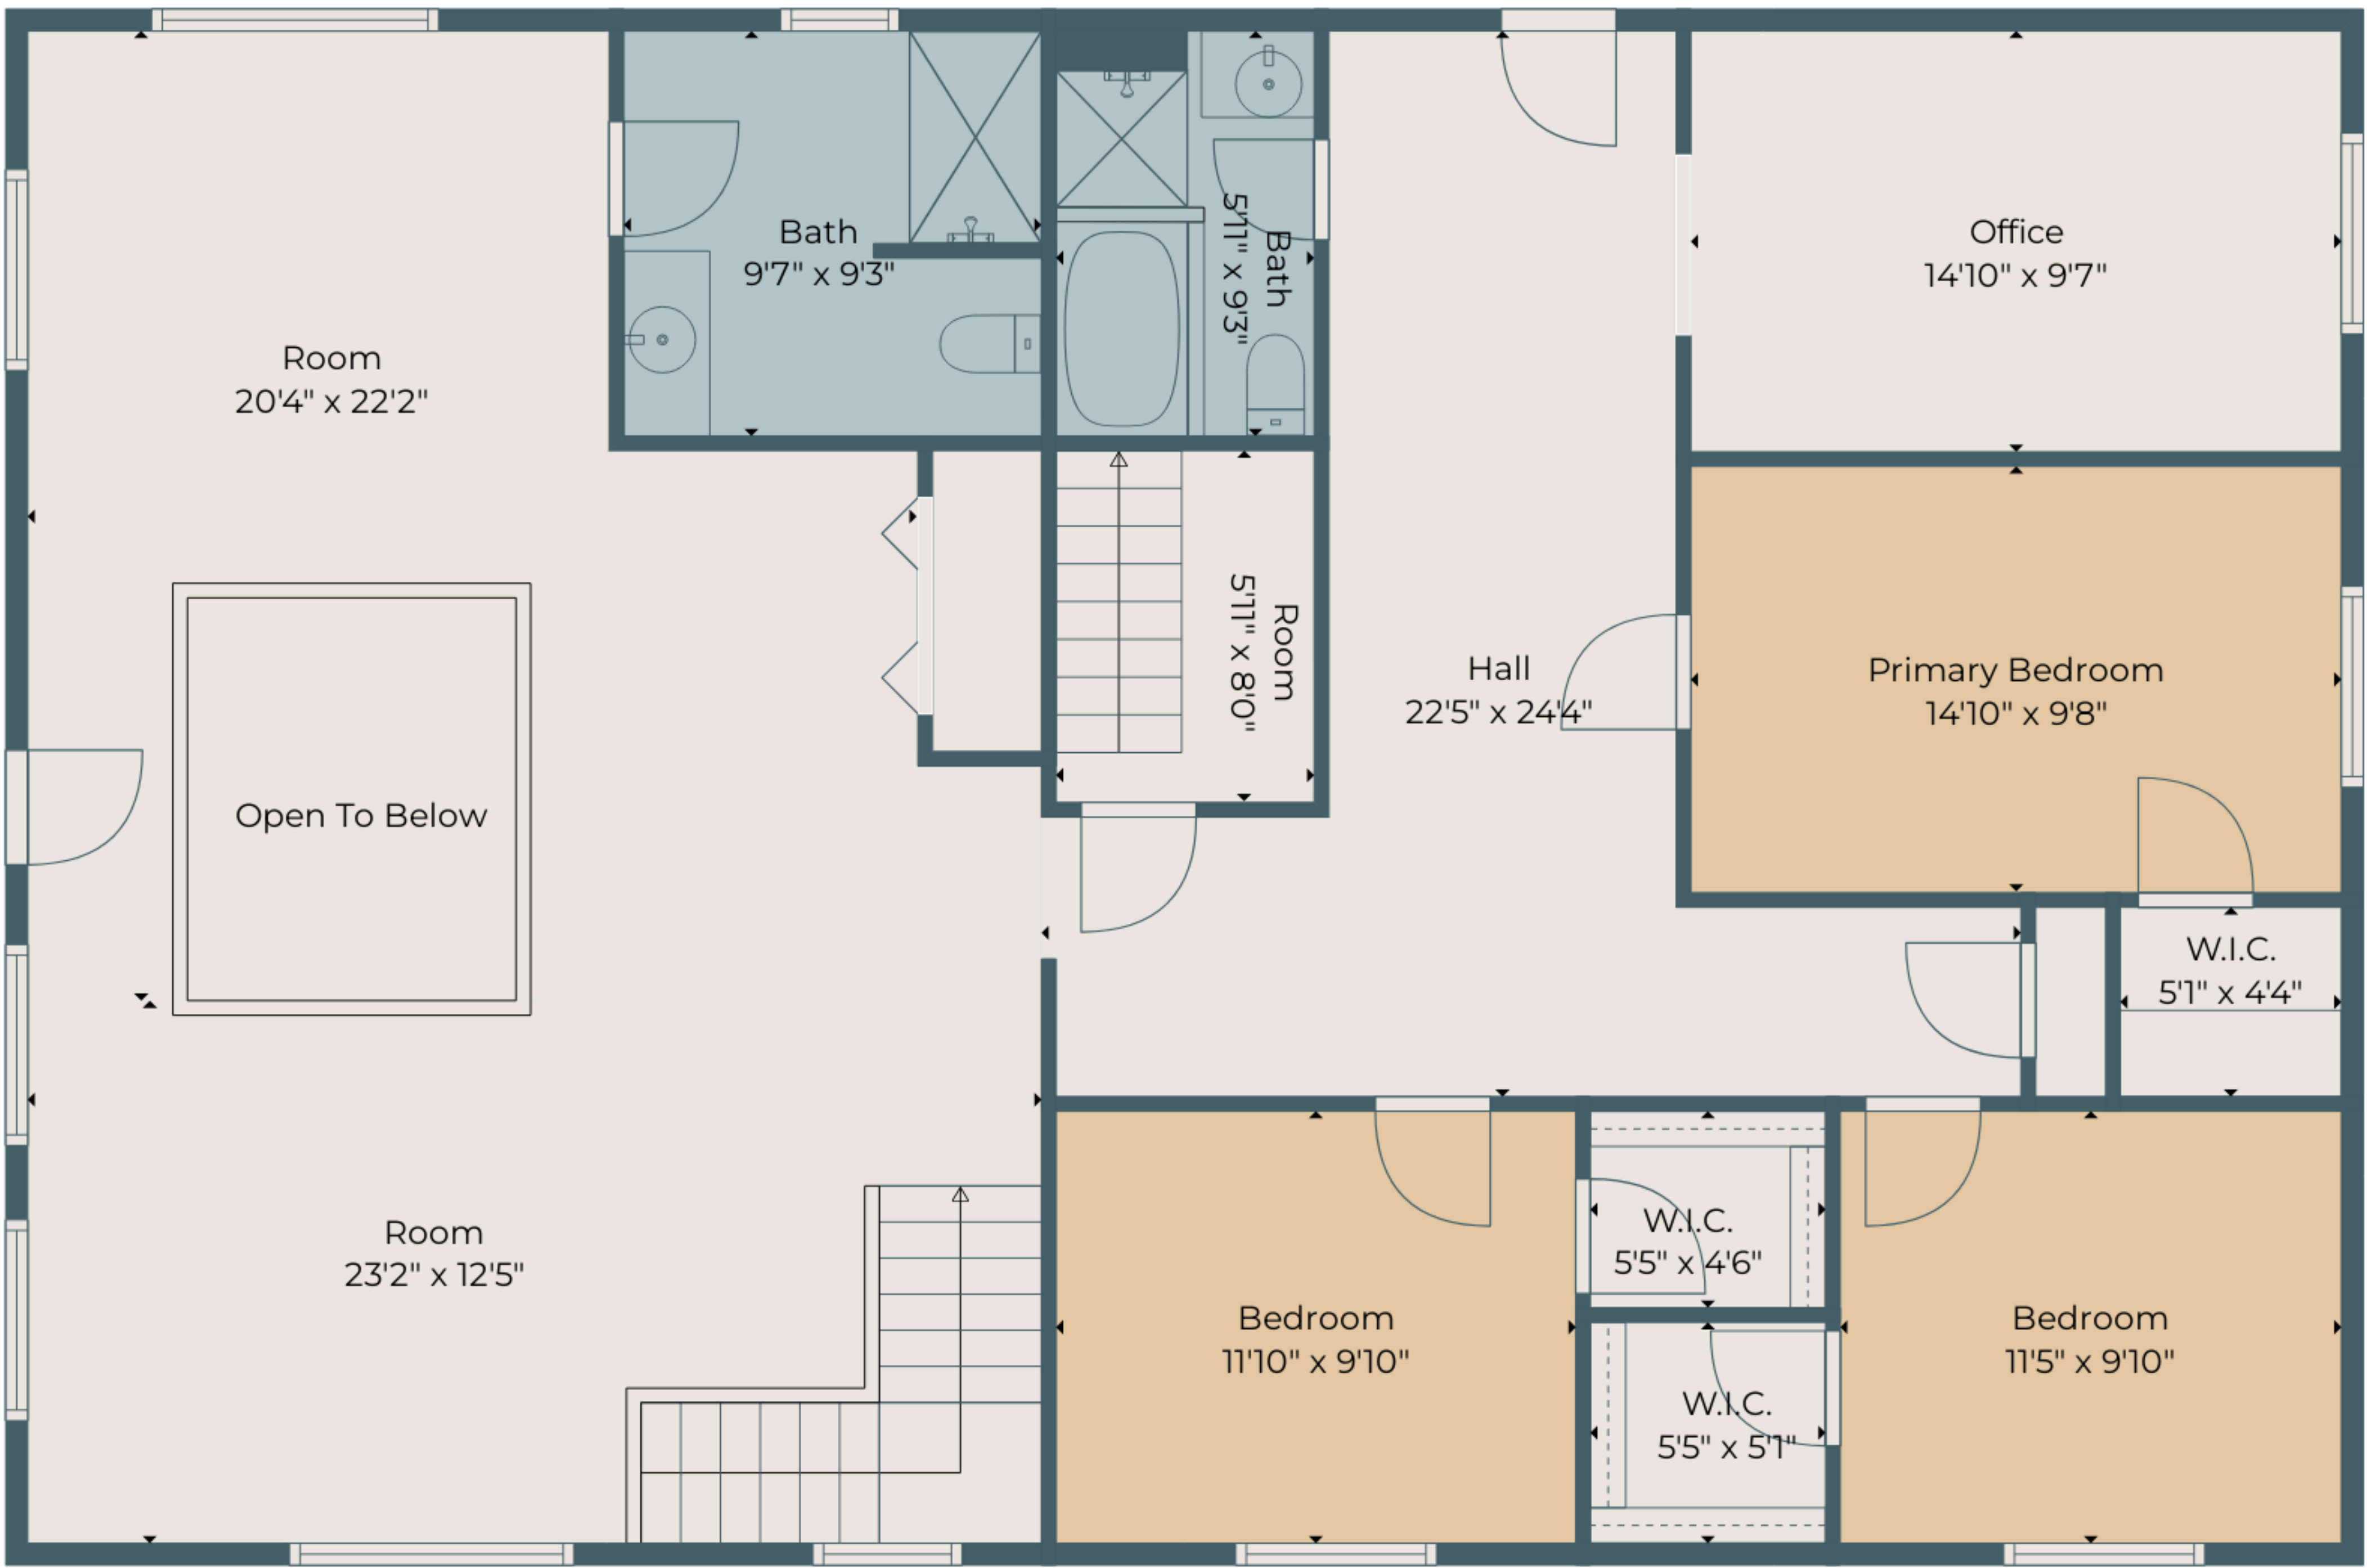 Bath
9'7" x 9'3"
Bath
5'11" x 9'3"
Office
14'10" x 9'7"
Room
20'4" x 22'2"
Room
5'11" x 8'0"
Hall
22'5" x 24'4"
Primary Bedroom
14'10" x 9'8"
Open To Below
W.I.C.
5'1" x 4'4"
Room
23'2" x 12'5"
W.I.C.
5'5" x 4'6"
Bedroom
11'10" x 9'10"
Bedroom
11'5" x 9'10"
W.I.C.
5'5" x 5'1"